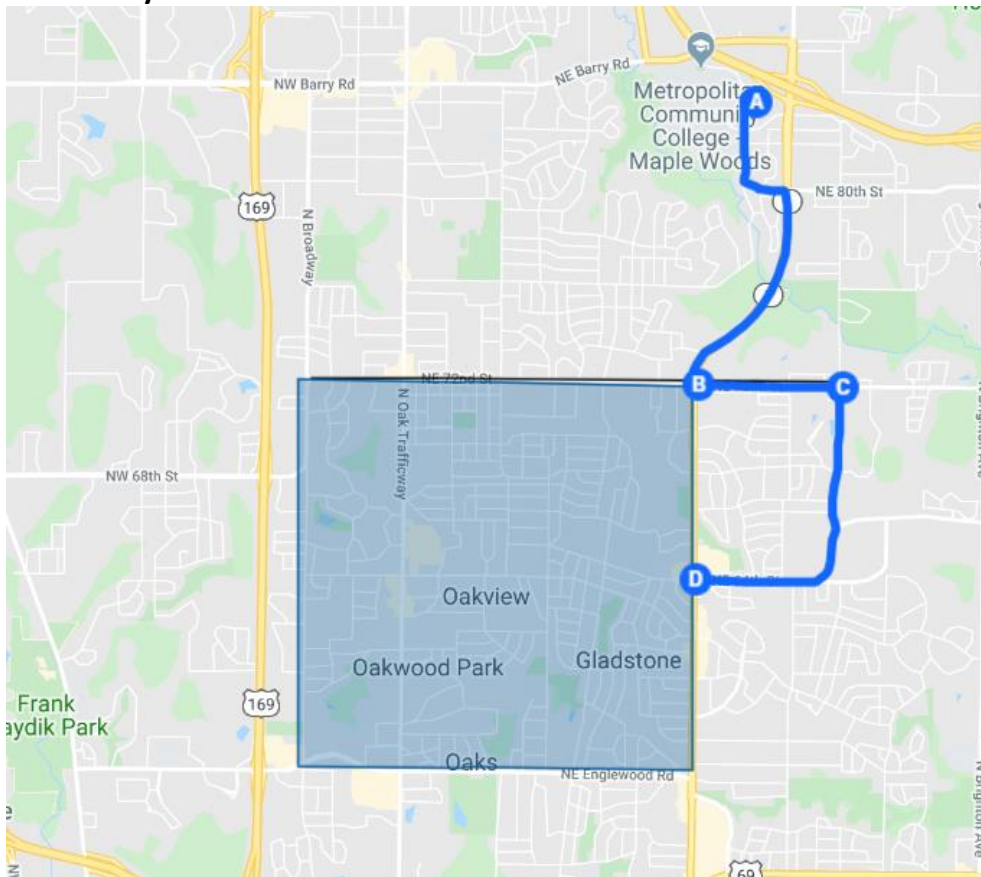 NW Barry Rd
NE Barry Rd
Metropolitan
Community
College -
Maple Woods
A
NE 80th St
169
N Broadway
NE 72nd St
B
C
N Oak Trafficway
NW 68th St
D
Oakview
Oakwood Park
Gladstone
169
Frank
aydik Park
Oaks
NE Englewood Rd
N Brighton Ave
69